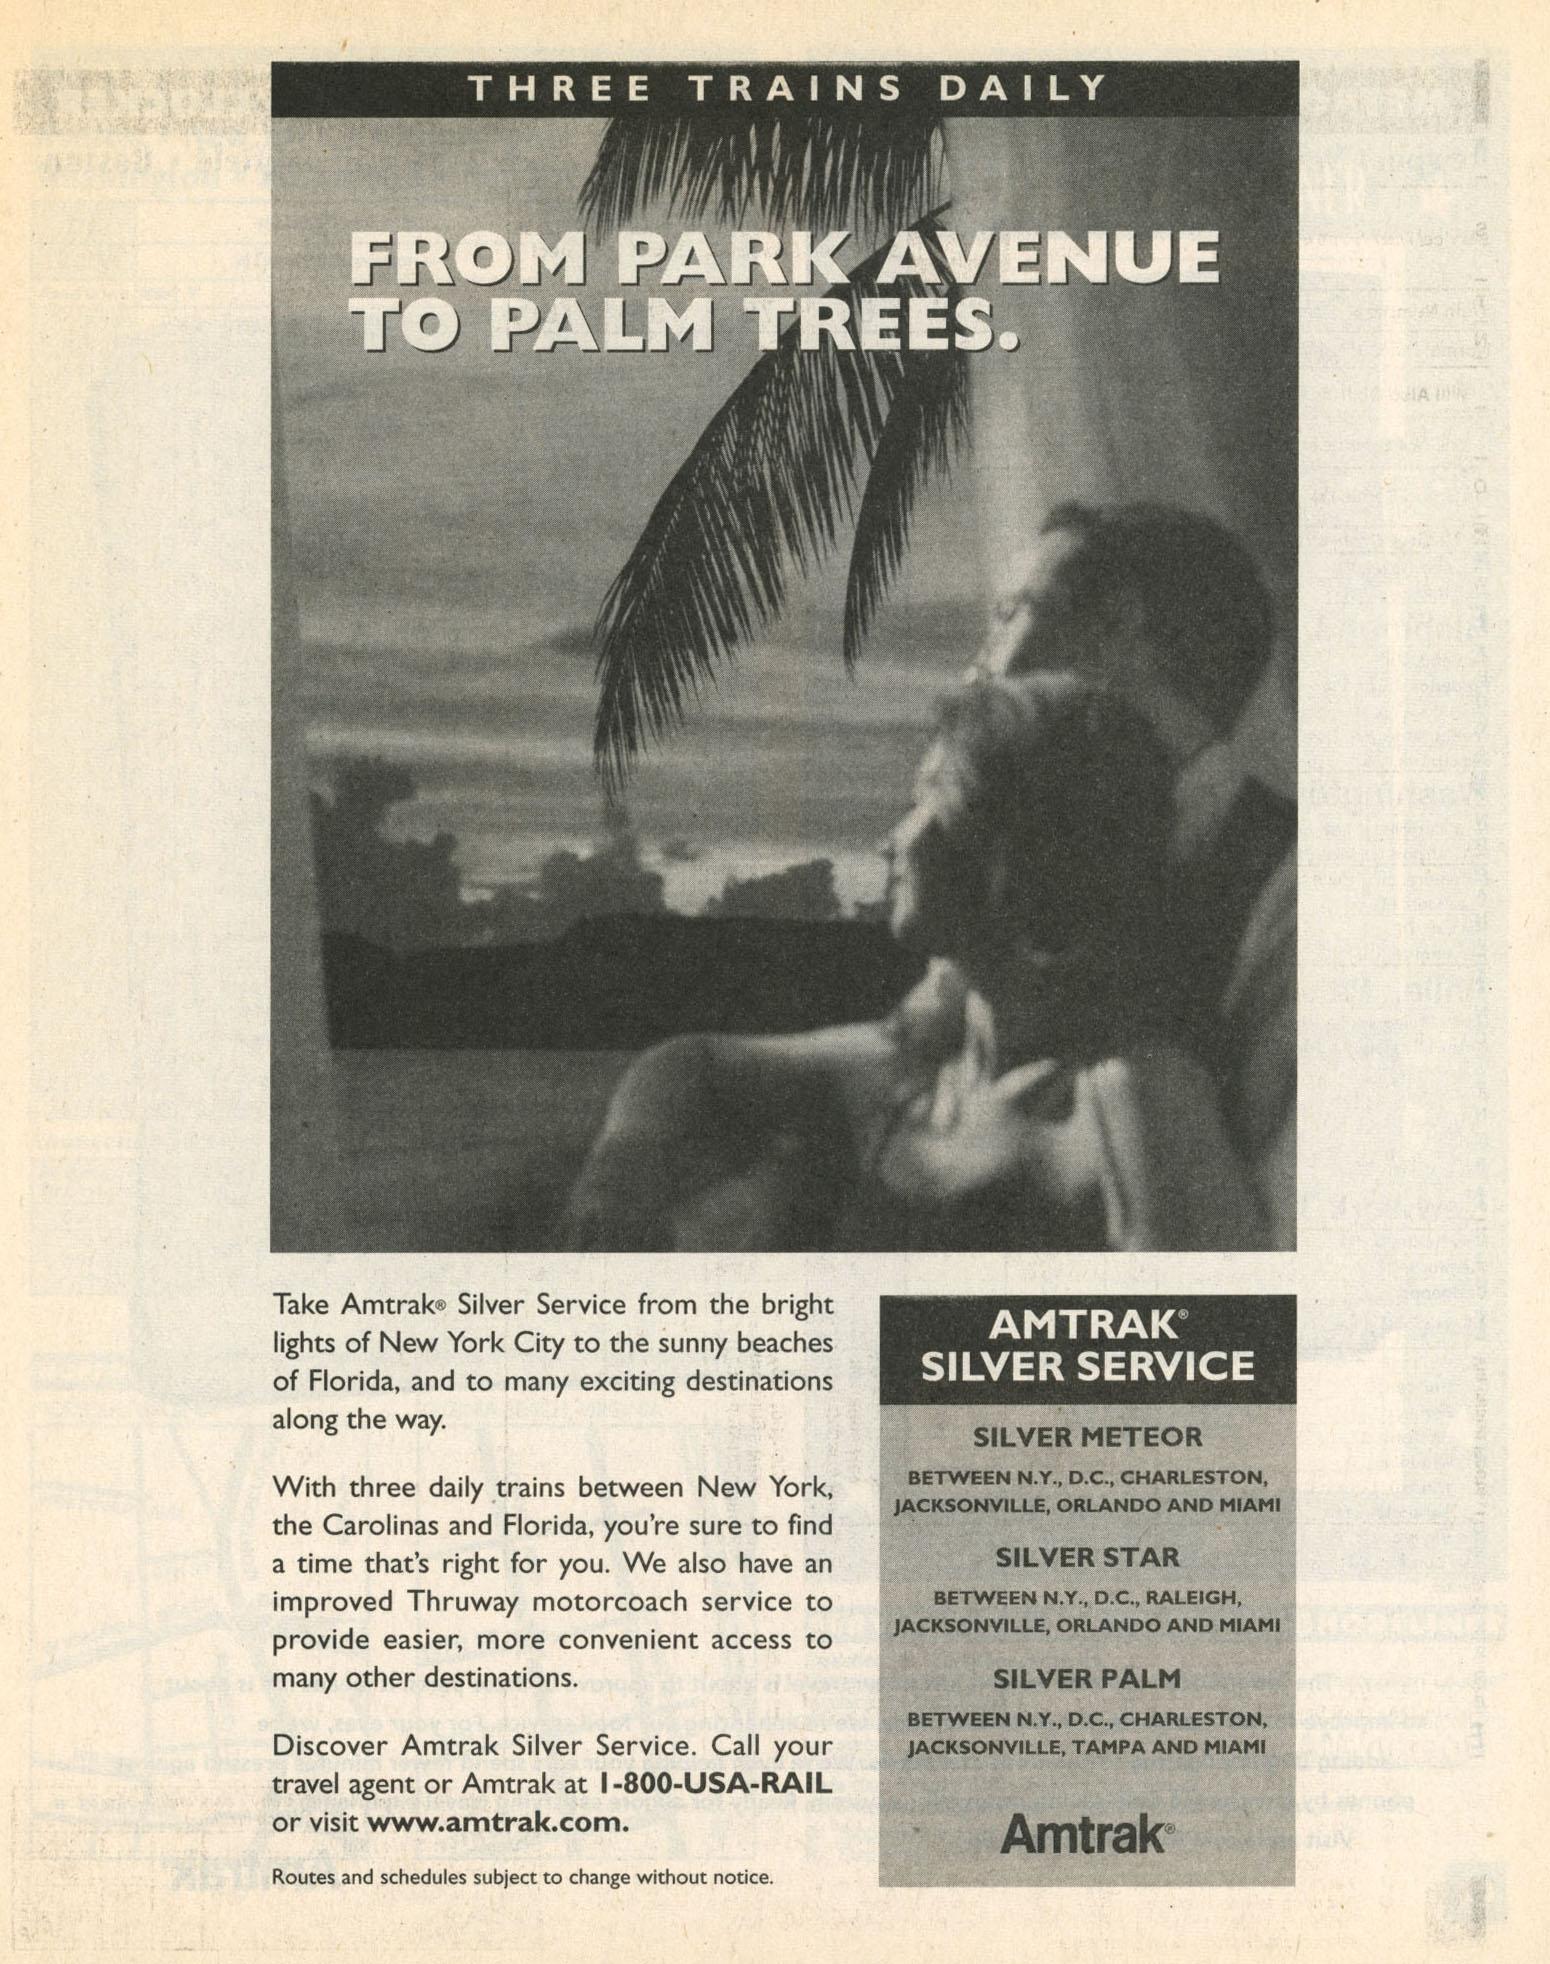 THREE TRAINS DAILY
FROM PARK AVENUE
TO PALM TREES.
Take Amtrak® Silver Service from the bright
lights of New York City to the sunny beaches
of Florida, and to many exciting destinations
along the way.
With three daily trains between New York,
the Carolinas and Florida, you're sure to find
a time that's right for you. We also have an
improved Thruway motorcoach service to
provide easier, more convenient access to
many other destinations.
Discover Amtrak Silver Service. Call your
travel agent or Amtrak at 1-800-USA-RAIL
or visit www.amtrak.com.
Routes and schedules subject to change without notice.
AMTRAK®
SILVER SERVICE
SILVER METEOR
BETWEEN N.Y., D.C., CHARLESTON,
JACKSONVILLE, ORLANDO AND MIAMI
SILVER STAR
BETWEEN N.Y., D.C., RALEIGH,
JACKSONVILLE, ORLANDO AND MIAMI
SILVER PALM
BETWEEN N.Y., D.C., CHARLESTON,
JACKSONVILLE, TAMPA AND MIAMI
Amtrak®